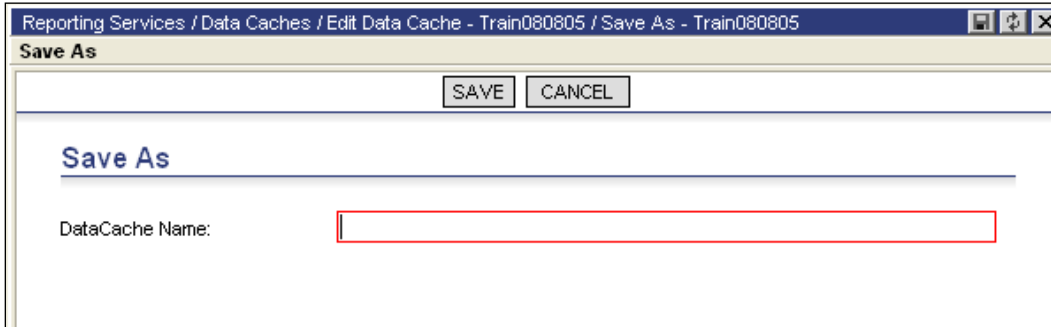 Reporting Services / Data Caches / Edit Data Cache - Train080805 / Save As - Train080805
Save As
SAVE CANCEL
Save As
DataCache Name: